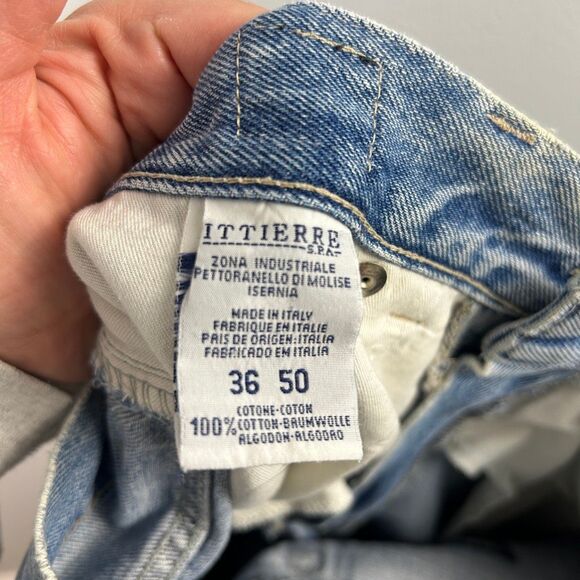 ITTIERRE
S.P.A.
ZONA INDUSTRIALE
PETTORANELLO DI MOLISE
ISERNIA
MADE IN ITALY
FABRIQUE EN ITALIE
PAIS DE ORIGEN:ITALIA
FABRICADO EM ITALIA
36 50
COTONE-COTON
100% COTTON-BAUMWOLLE
ALGODON-ALGODAO